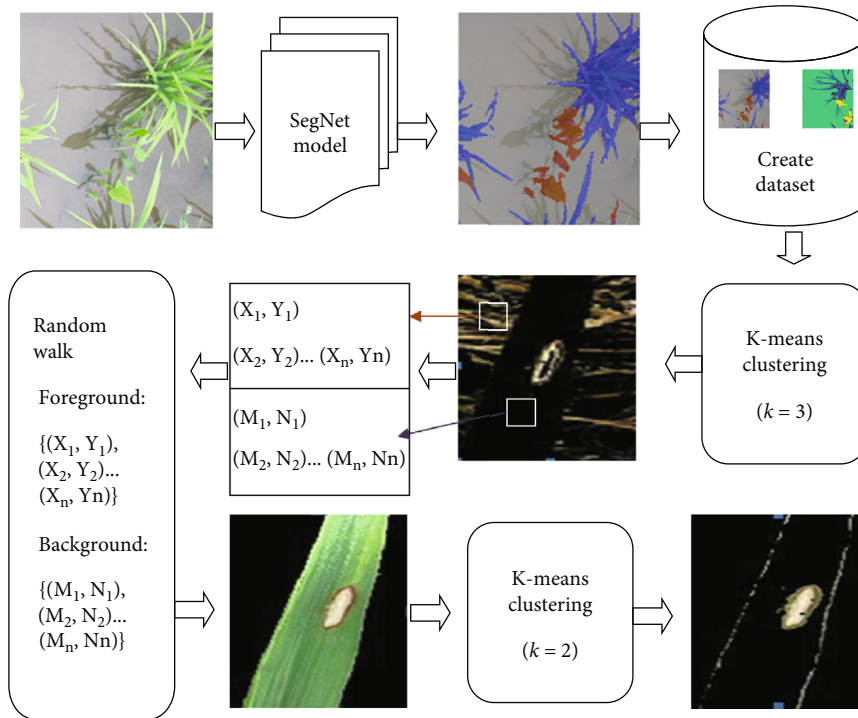 SegNet
model
Create
dataset
K-means
clustering
(k = 3)
(X₁, Y₁)
(X₂, Y₂)... (Xₙ, Yn)
(M₁, N₁)
(M₂, N₂)... (Mₙ, Nn)
Random
walk
Foreground:
{(X₁, Y₁),
(X₂, Y₂)...
(Xₙ, Yn)}
Background:
{(M₁, N₁),
(M₂, N₂)...
(Mₙ, Nn)}
K-means
clustering
(k = 2)